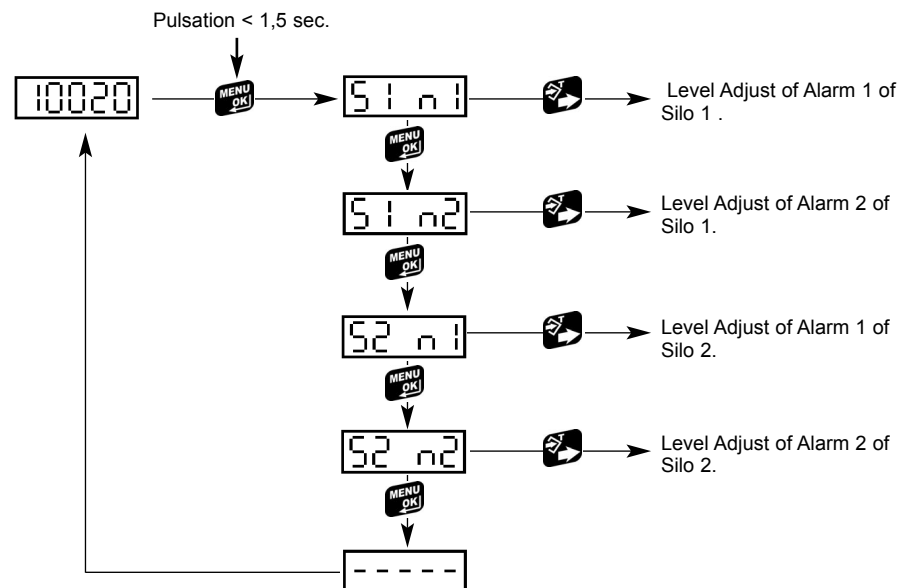 Pulsation < 1,5 sec.
10020
MENU
OK
S1 n1
T
Level Adjust of Alarm 1 of
Silo 1 .
MENU
OK
S1 n2
T
Level Adjust of Alarm 2 of
Silo 1.
MENU
OK
S2 n1
T
Level Adjust of Alarm 1 of
Silo 2.
MENU
OK
S2 n2
T
Level Adjust of Alarm 2 of
Silo 2.
MENU
OK
-----